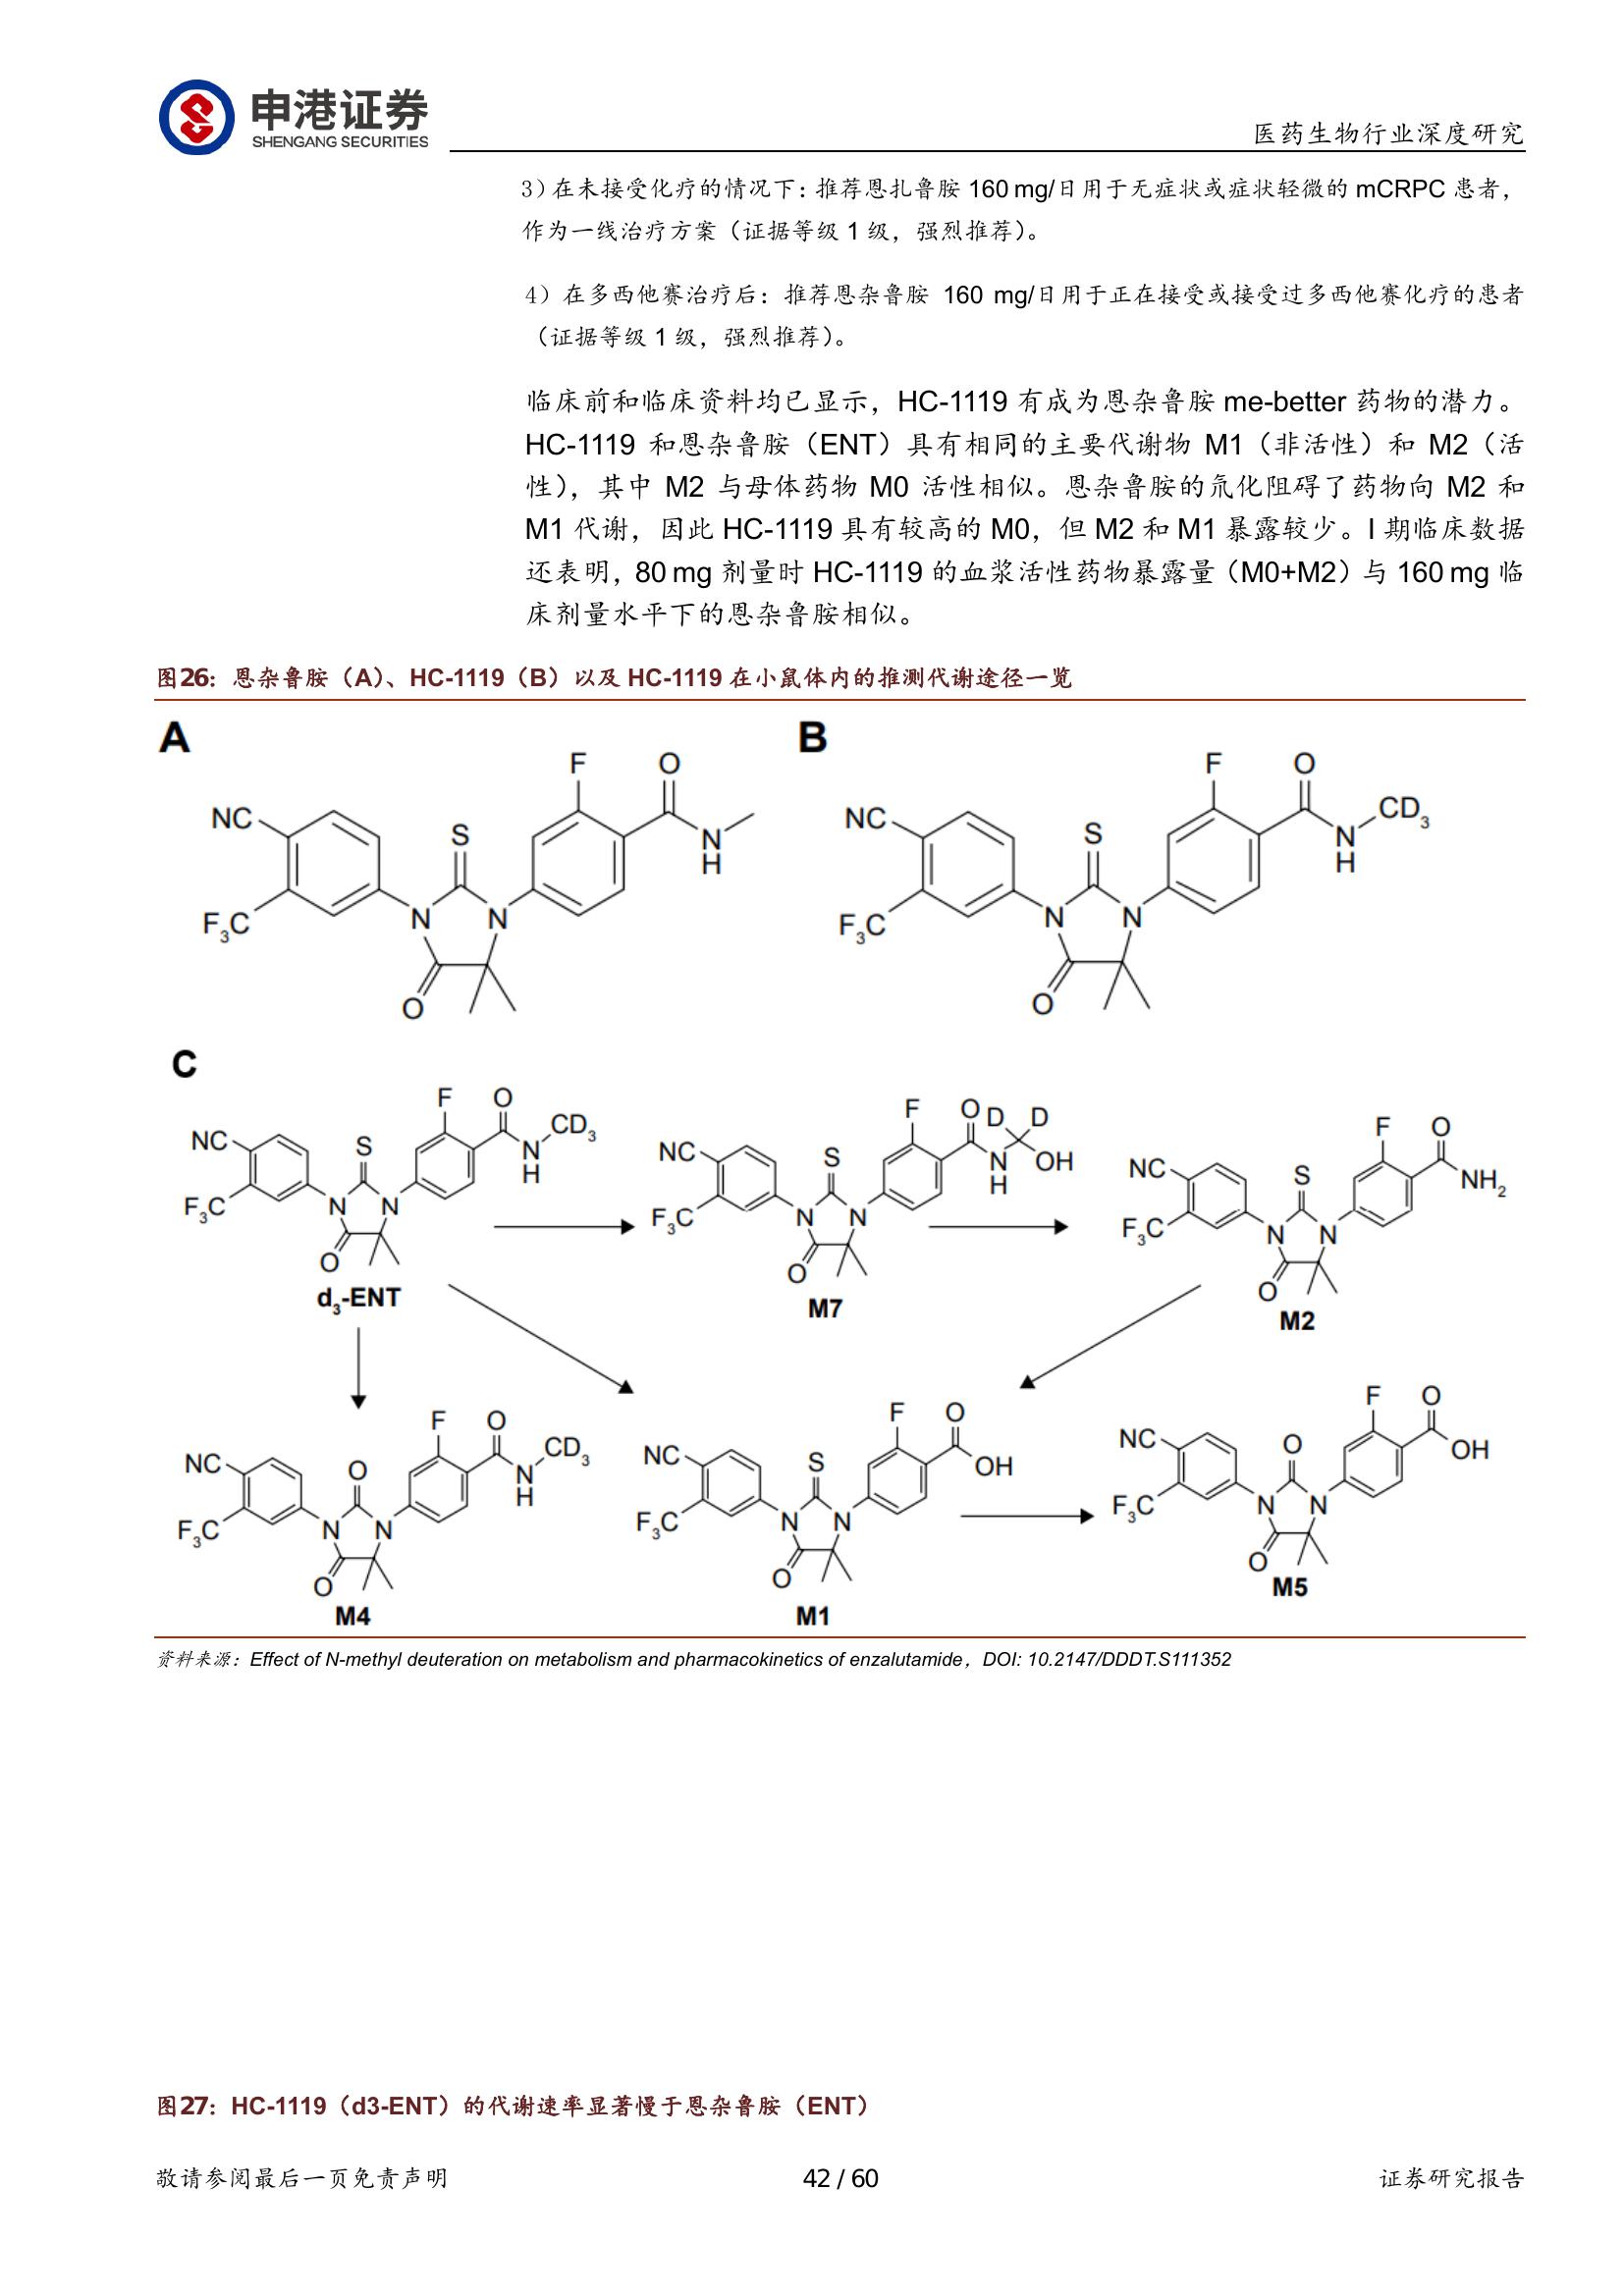 申港证券
SHENGANG SECURITIES
医药生物行业深度研究
3）在未接受化疗的情况下：推荐恩扎鲁胺 160 mg/日用于无症状或症状轻微的 mCRPC 患者，
作为一线治疗方案（证据等级 1 级，强烈推荐）。
4）在多西他赛治疗后：推荐恩杂鲁胺 160 mg/日用于正在接受或接受过多西他赛化疗的患者
（证据等级 1 级，强烈推荐）。
临床前和临床资料均已显示，HC-1119 有成为恩杂鲁胺 me-better 药物的潜力。
HC-1119 和恩杂鲁胺（ENT）具有相同的主要代谢物 M1（非活性）和 M2（活
性），其中 M2 与母体药物 M0 活性相似。恩杂鲁胺的氘化阻碍了药物向 M2 和
M1 代谢，因此 HC-1119 具有较高的 M0，但 M2 和 M1 暴露较少。I 期临床数据
还表明，80 mg 剂量时 HC-1119 的血浆活性药物暴露量（M0+M2）与 160 mg 临
床剂量水平下的恩杂鲁胺相似。
图26：恩杂鲁胺（A）、HC-1119（B）以及 HC-1119 在小鼠体内的推测代谢途径一览
A
F
O
NC
S
N
H
F3C
N
N
O
B
F
O
NC
S
CD3
N
H
F3C
N
N
O
C
F
O
NC
S
CD3
N
H
F3C
N
N
O
d3-ENT
F
O
D
D
NC
S
N
H
OH
F3C
N
N
O
M7
F
O
NC
S
NH2
F3C
N
N
O
M2
F
O
NC
O
CD3
N
H
F3C
N
N
O
M4
F
O
NC
S
OH
F3C
N
N
O
M1
F
O
NC
O
OH
F3C
N
N
O
M5
资料来源：Effect of N-methyl deuteration on metabolism and pharmacokinetics of enzalutamide，DOI: 10.2147/DDDT.S111352
图27：HC-1119（d3-ENT）的代谢速率显著慢于恩杂鲁胺（ENT）
敬请参阅最后一页免责声明
42 / 60
证券研究报告